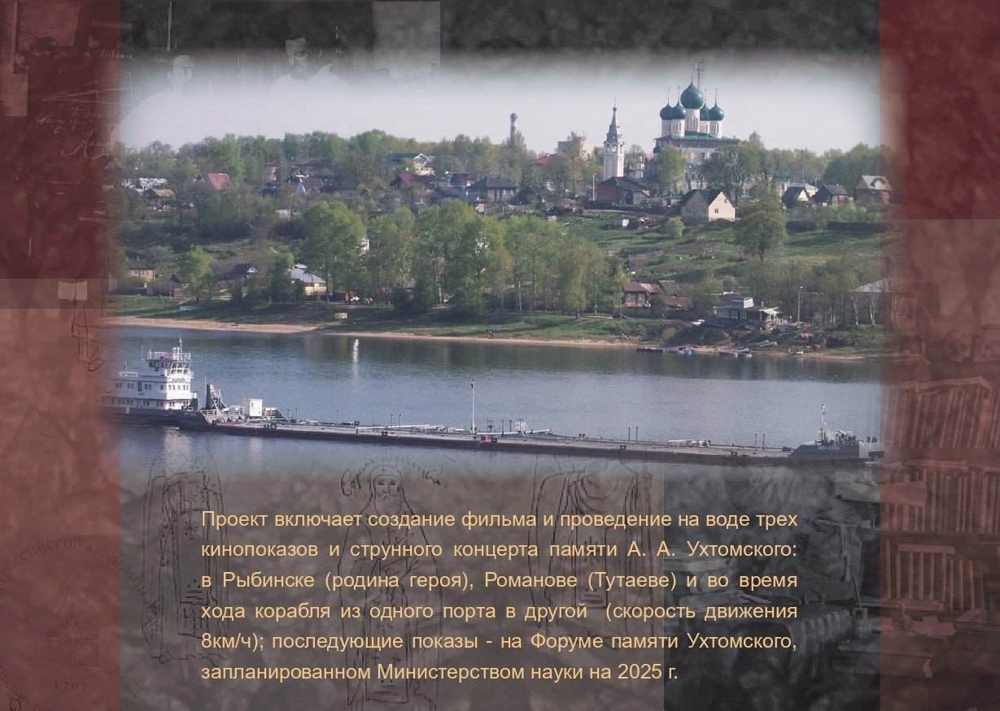 Проект включает создание фильма и проведение на воде трех
кинопоказов и струнного концерта памяти А. А. Ухтомского:
в Рыбинске (родина героя), Романове (Тутаеве) и во время
хода корабля из одного порта в другой (скорость движения
8км/ч); последующие показы - на Форуме памяти Ухтомского,
запланированном Министерством науки на 2025 г.
1797